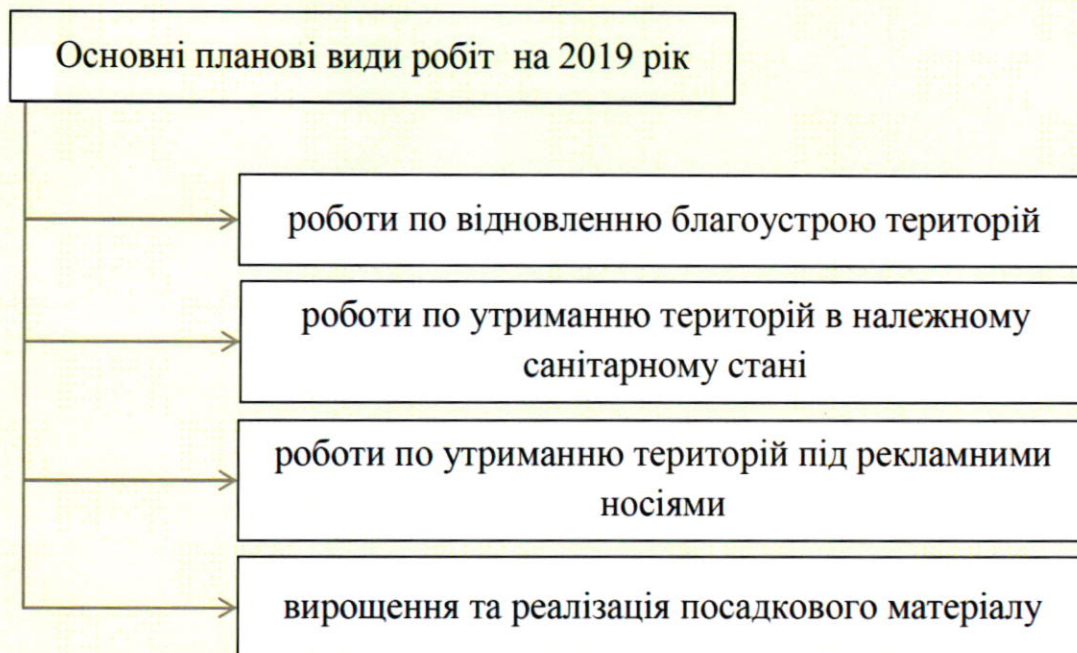 Основні планові види робіт на 2019 рік
роботи по відновленню благоустрою територій
роботи по утриманню територій в належному
санітарному стані
роботи по утриманню територій під рекламними
носіями
вирощення та реалізація посадкового матеріалу